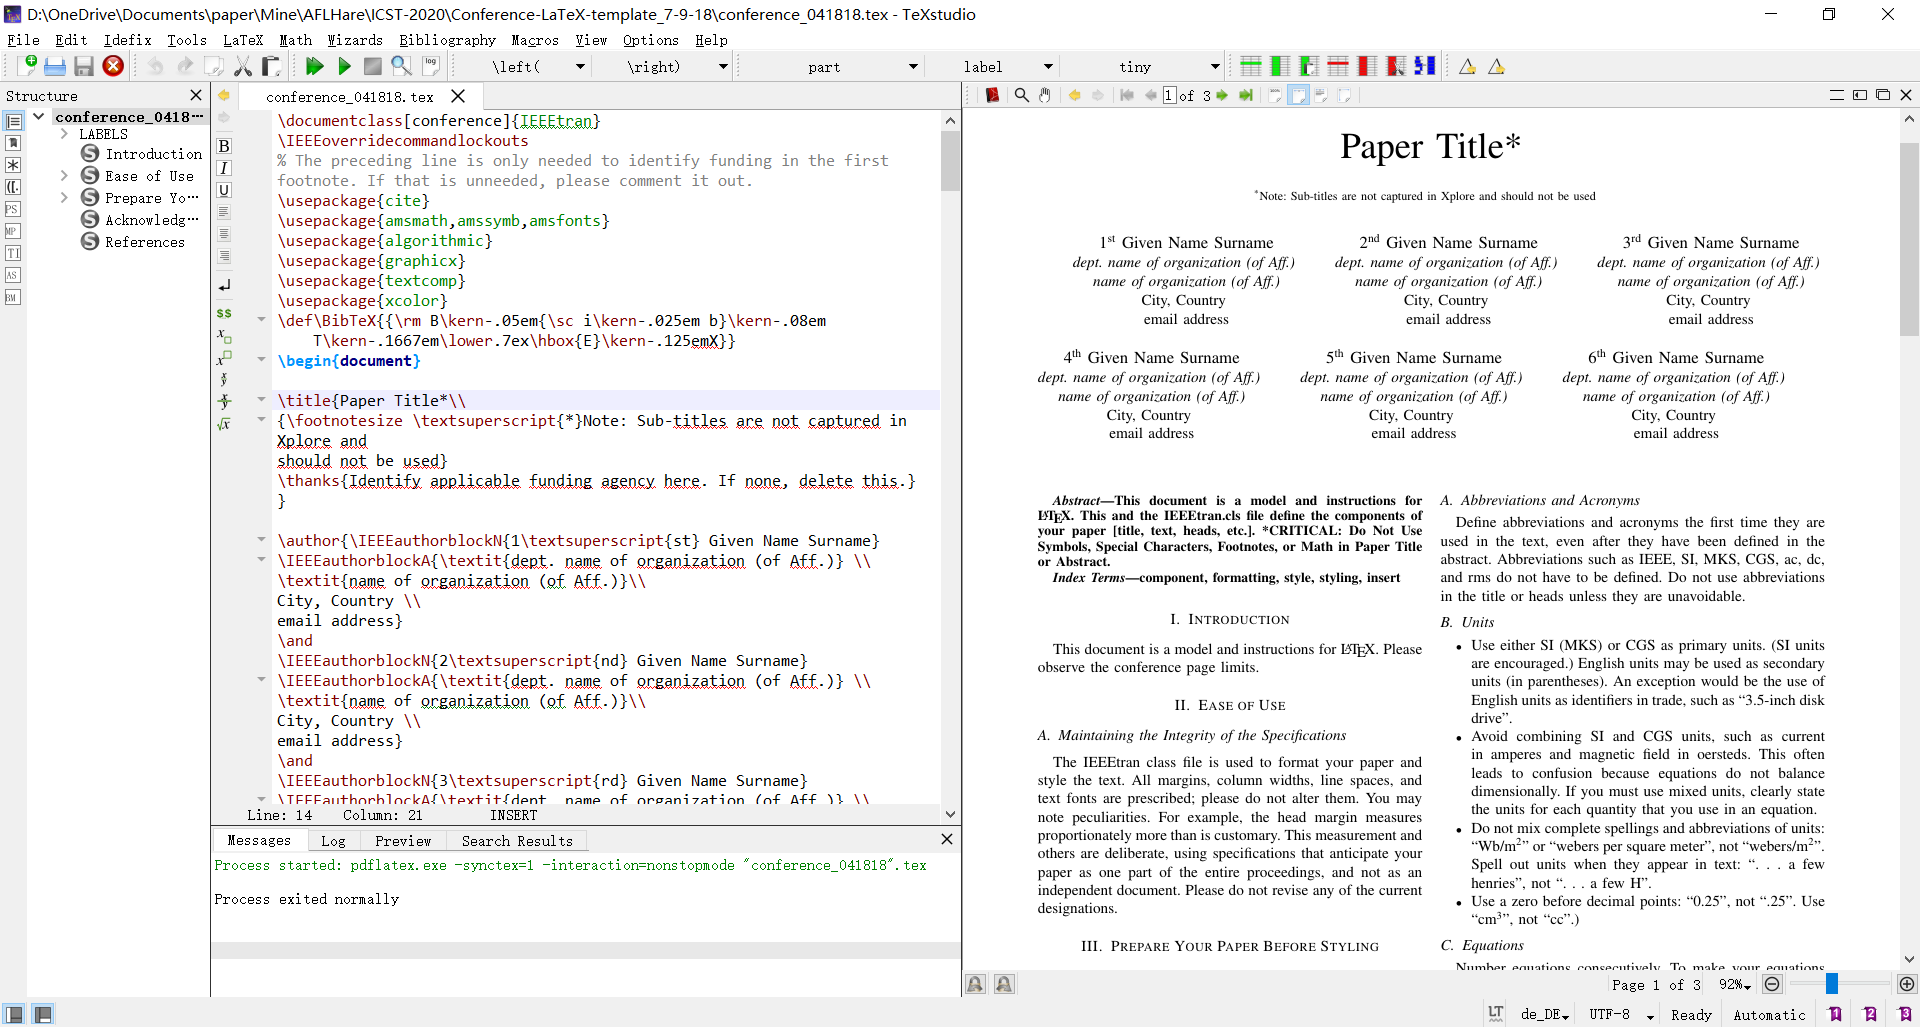 D:\OneDrive\Documents\paper\Mine\AFLHare\ICST-2020\Conference-LaTeX-template_7-9-18\conference_041818.tex - TeXstudio
File Edit Idefix Tools LaTeX Math Wizards Bibliography Macros View Options Help
log \left( \right) part label tiny
Structure
conference_0418···
LABELS
Introduction
Ease of Use
Prepare Yo···
Acknowledg···
References
PS
MP
TI
AS
BM
conference_041818.tex
B
I
U
$$
\documentclass[conference]{IEEEtran}
\IEEEoverridecommandlockouts
% The preceding line is only needed to identify funding in the first
footnote. If that is unneeded, please comment it out.
\usepackage{cite}
\usepackage{amsmath,amssymb,amsfonts}
\usepackage{algorithmic}
\usepackage{graphicx}
\usepackage{textcomp}
\usepackage{xcolor}
\def\BibTeX{{\rm B\kern-.05em{\sc i\kern-.025em b}\kern-.08em
T\kern-.1667em\lower.7ex\hbox{E}\kern-.125emX}}
\begin{document}
\title{Paper Title*\\
{\footnotesize \textsuperscript{*}Note: Sub-titles are not captured in
Xplore and
should not be used}
\thanks{Identify applicable funding agency here. If none, delete this.}
}
\author{\IEEEauthorblockN{1\textsuperscript{st} Given Name Surname}
\IEEEauthorblockA{\textit{dept. name of organization (of Aff.)} \\
\textit{name of organization (of Aff.)}\\
City, Country \\
email address}
\and
\IEEEauthorblockN{2\textsuperscript{nd} Given Name Surname}
\IEEEauthorblockA{\textit{dept. name of organization (of Aff.)} \\
\textit{name of organization (of Aff.)}\\
City, Country \\
email address}
\and
\IEEEauthorblockN{3\textsuperscript{rd} Given Name Surname}
\IEEEauthorblockA{\textit{dept. name of organization (of Aff.)} \\
Line: 14 Column: 21 INSERT
Messages Log Preview Search Results
Process started: pdflatex.exe -synctex=1 -interaction=nonstopmode "conference_041818".tex
Process exited normally
1 of 3
Paper Title*
*Note: Sub-titles are not captured in Xplore and should not be used
1st Given Name Surname 2nd Given Name Surname 3rd Given Name Surname
dept. name of organization (of Aff.) dept. name of organization (of Aff.) dept. name of organization (of Aff.)
name of organization (of Aff.) name of organization (of Aff.) name of organization (of Aff.)
City, Country City, Country City, Country
email address email address email address
4th Given Name Surname 5th Given Name Surname 6th Given Name Surname
dept. name of organization (of Aff.) dept. name of organization (of Aff.) dept. name of organization (of Aff.)
name of organization (of Aff.) name of organization (of Aff.) name of organization (of Aff.)
City, Country City, Country City, Country
email address email address email address
Abstract—This document is a model and instructions for
LATEX. This and the IEEEtran.cls file define the components of
your paper [title, text, heads, etc.]. *CRITICAL: Do Not Use
Symbols, Special Characters, Footnotes, or Math in Paper Title
or Abstract.
Index Terms—component, formatting, style, styling, insert
I. INTRODUCTION
This document is a model and instructions for LATEX. Please
observe the conference page limits.
II. EASE OF USE
A. Maintaining the Integrity of the Specifications
The IEEEtran class file is used to format your paper and
style the text. All margins, column widths, line spaces, and
text fonts are prescribed; please do not alter them. You may
note peculiarities. For example, the head margin measures
proportionately more than is customary. This measurement and
others are deliberate, using specifications that anticipate your
paper as one part of the entire proceedings, and not as an
independent document. Please do not revise any of the current
designations.
III. PREPARE YOUR PAPER BEFORE STYLING
A. Abbreviations and Acronyms
Define abbreviations and acronyms the first time they are
used in the text, even after they have been defined in the
abstract. Abbreviations such as IEEE, SI, MKS, CGS, ac, dc,
and rms do not have to be defined. Do not use abbreviations
in the title or heads unless they are unavoidable.
B. Units
• Use either SI (MKS) or CGS as primary units. (SI units
are encouraged.) English units may be used as secondary
units (in parentheses). An exception would be the use of
English units as identifiers in trade, such as “3.5-inch disk
drive”.
• Avoid combining SI and CGS units, such as current
in amperes and magnetic field in oersteds. This often
leads to confusion because equations do not balance
dimensionally. If you must use mixed units, clearly state
the units for each quantity that you use in an equation.
• Do not mix complete spellings and abbreviations of units:
“Wb/m2” or “webers per square meter”, not “webers/m2”.
Spell out units when they appear in text: “. . . a few
henries”, not “. . . a few H”.
• Use a zero before decimal points: “0.25”, not “.25”. Use
“cm3”, not “cc”.)
C. Equations
Number equations consecutively. To make your equations
Page 1 of 3 92%
LT de_DE UTF-8 Ready Automatic 1 2 3